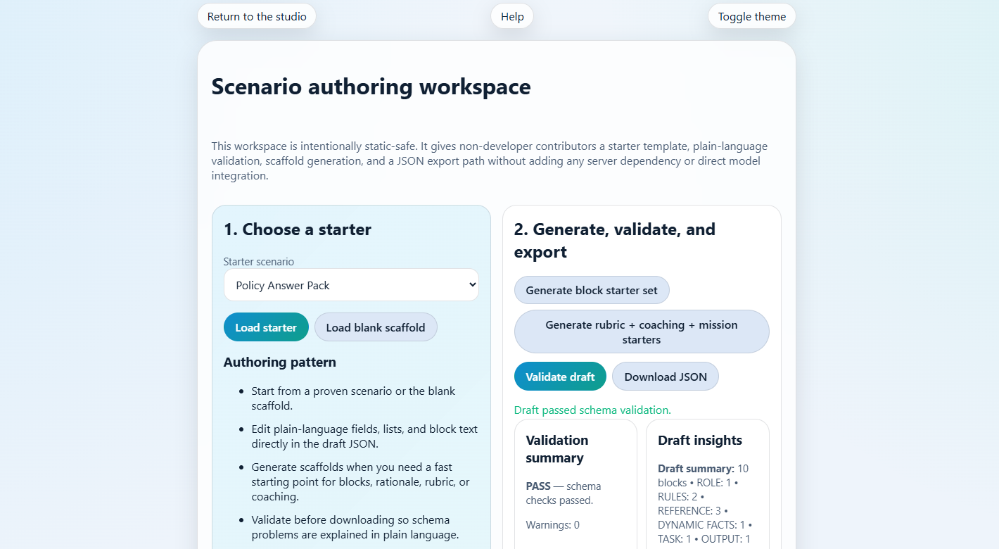 Return to the studio
Help
Toggle theme
Scenario authoring workspace
This workspace is intentionally static-safe. It gives non-developer contributors a starter template, plain-language
validation, scaffold generation, and a JSON export path without adding any server dependency or direct model
integration.
1. Choose a starter
Starter scenario
Policy Answer Pack
Load starter
Load blank scaffold
Authoring pattern
• Start from a proven scenario or the blank
scaffold.
• Edit plain-language fields, lists, and block text
directly in the draft JSON.
• Generate scaffolds when you need a fast
starting point for blocks, rationale, rubric, or
coaching.
• Validate before downloading so schema
problems are explained in plain language.
2. Generate, validate, and
export
Generate block starter set
Generate rubric + coaching + mission
starters
Validate draft
Download JSON
Draft passed schema validation.
Validation
summary
PASS — schema
checks passed.
Warnings: 0
Draft insights
Draft summary: 10
blocks • ROLE: 1 •
RULES: 2 •
REFERENCE: 3 •
DYNAMIC FACTS: 1 •
TASK: 1 • OUTPUT: 1